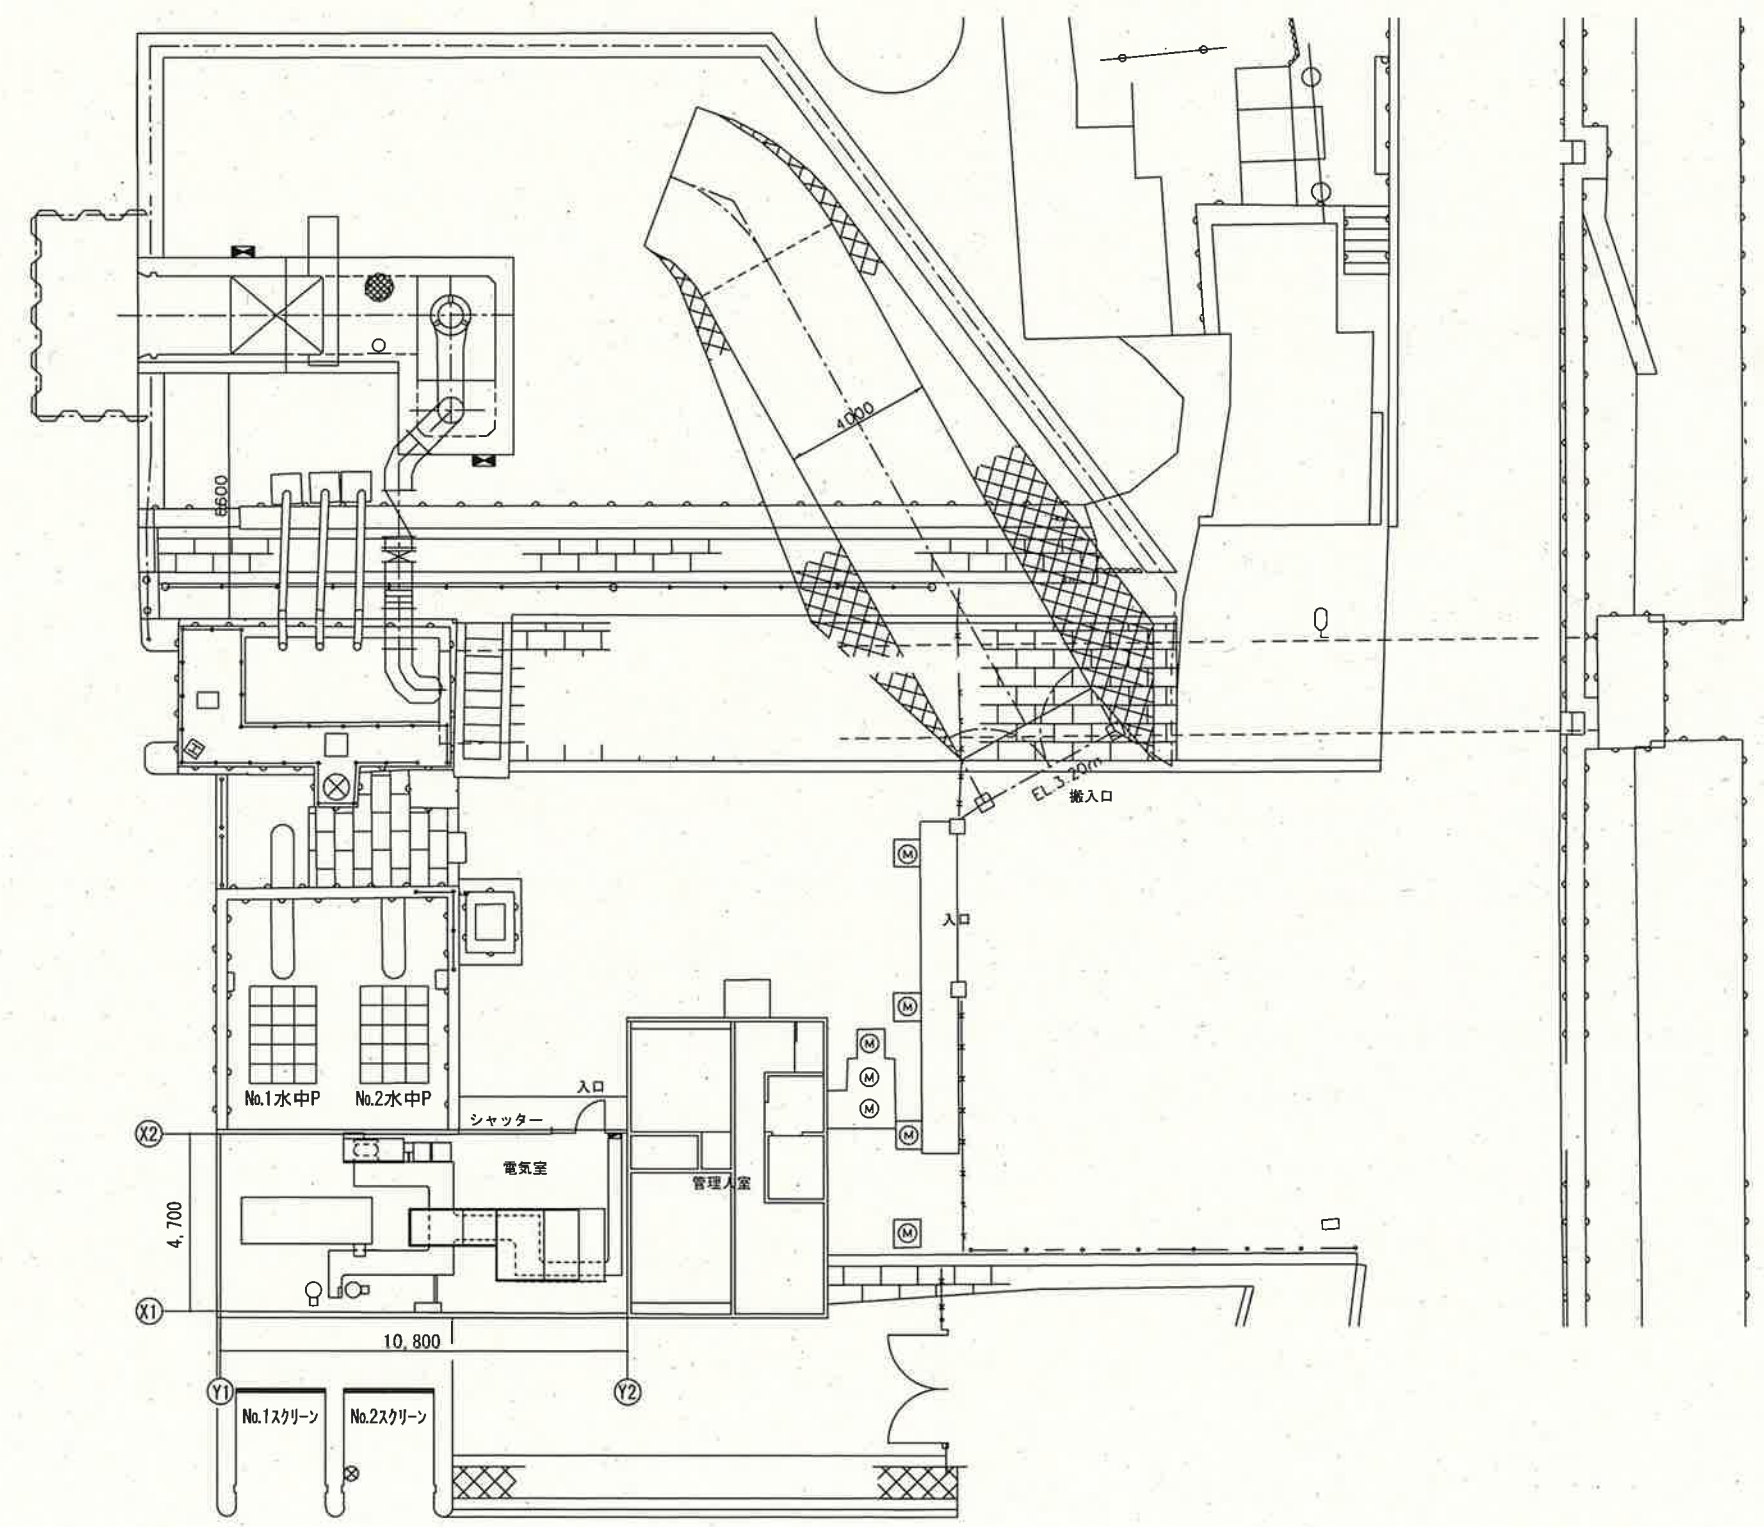 4000
8600
EL.3.20m
搬入口
M
入口
M
M
M
M
No.1水中P
No.2水中P
入口
シャッター
X2
M
電気室
管理人室
4,700
M
X1
10,800
Y1
Y2
No.1スクリーン
No.2スクリーン